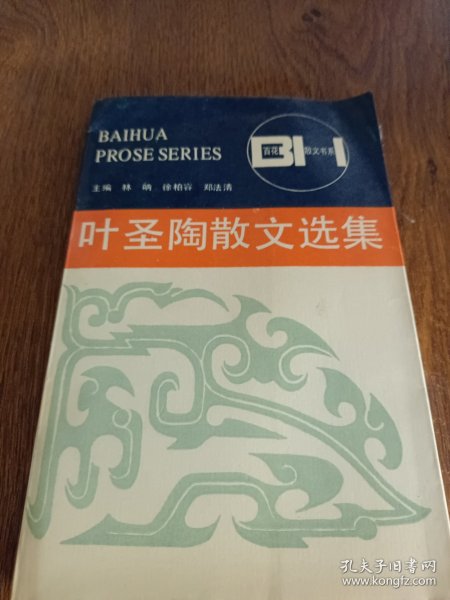 BAIHUA
PROSE SERIES
BH
百花 散文书系
主编 林呐 徐柏容 郑法清
叶圣陶散文选集
孔夫子旧书网
www.kongfz.com